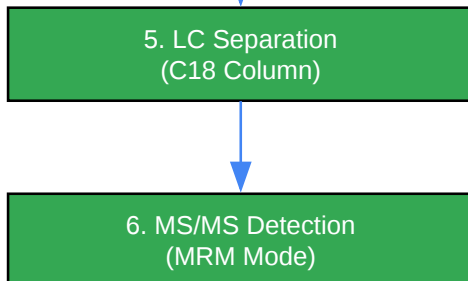 5. LC Separation
(C18 Column)
6. MS/MS Detection
(MRM Mode)